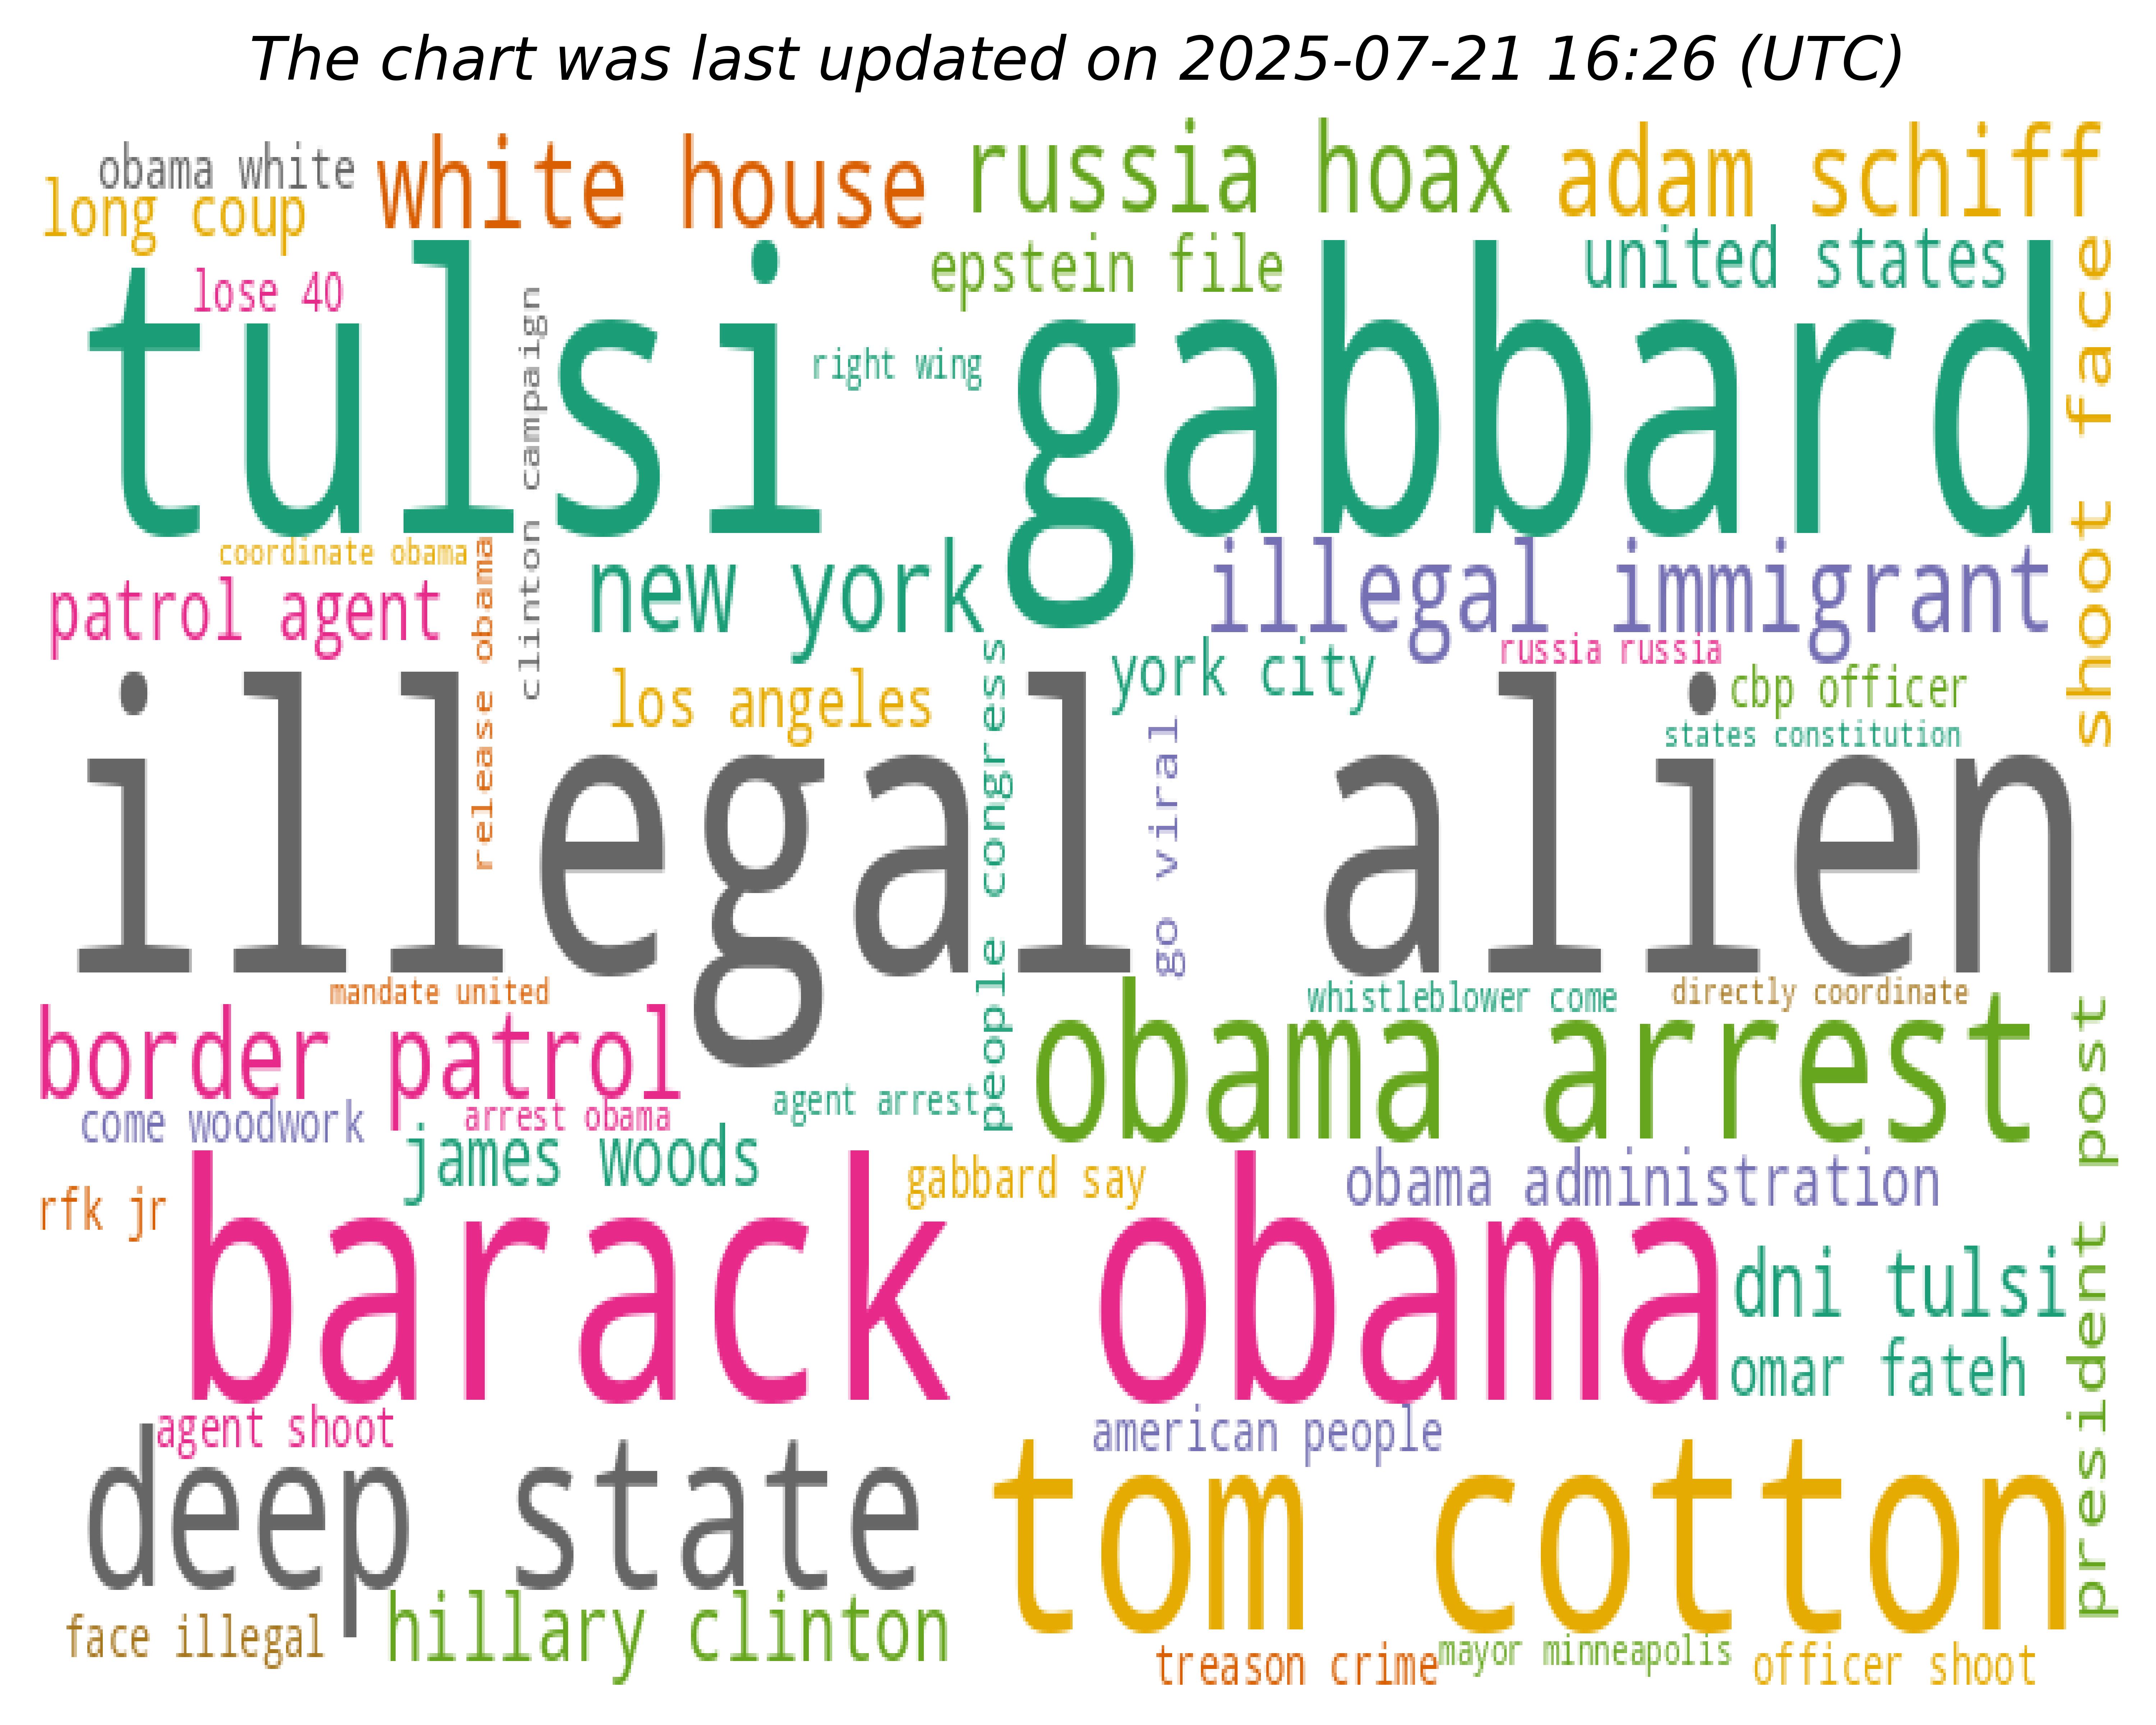 The chart was last updated on 2025-07-21 16:26 (UTC)
obama white
white house
russia hoax
adam schiff
long coup
tulsi gabbard
epstein file
united states
lose 40
shoot face
clinton campaign
right wing
coordinate obama
release obama
patrol agent
new york
illegal immigrant
russia russia
york city
cbp officer
los angeles
people congress
go viral
states constitution
illegal alien
mandate united
whistleblower come
directly coordinate
border patrol
obama arrest
president post
agent arrest
come woodwork
arrest obama
james woods
gabbard say
obama administration
rfk jr
barack obama
dni tulsi
omar fateh
agent shoot
american people
deep state
tom cotton
face illegal
hillary clinton
treason crime
mayor minneapolis
officer shoot